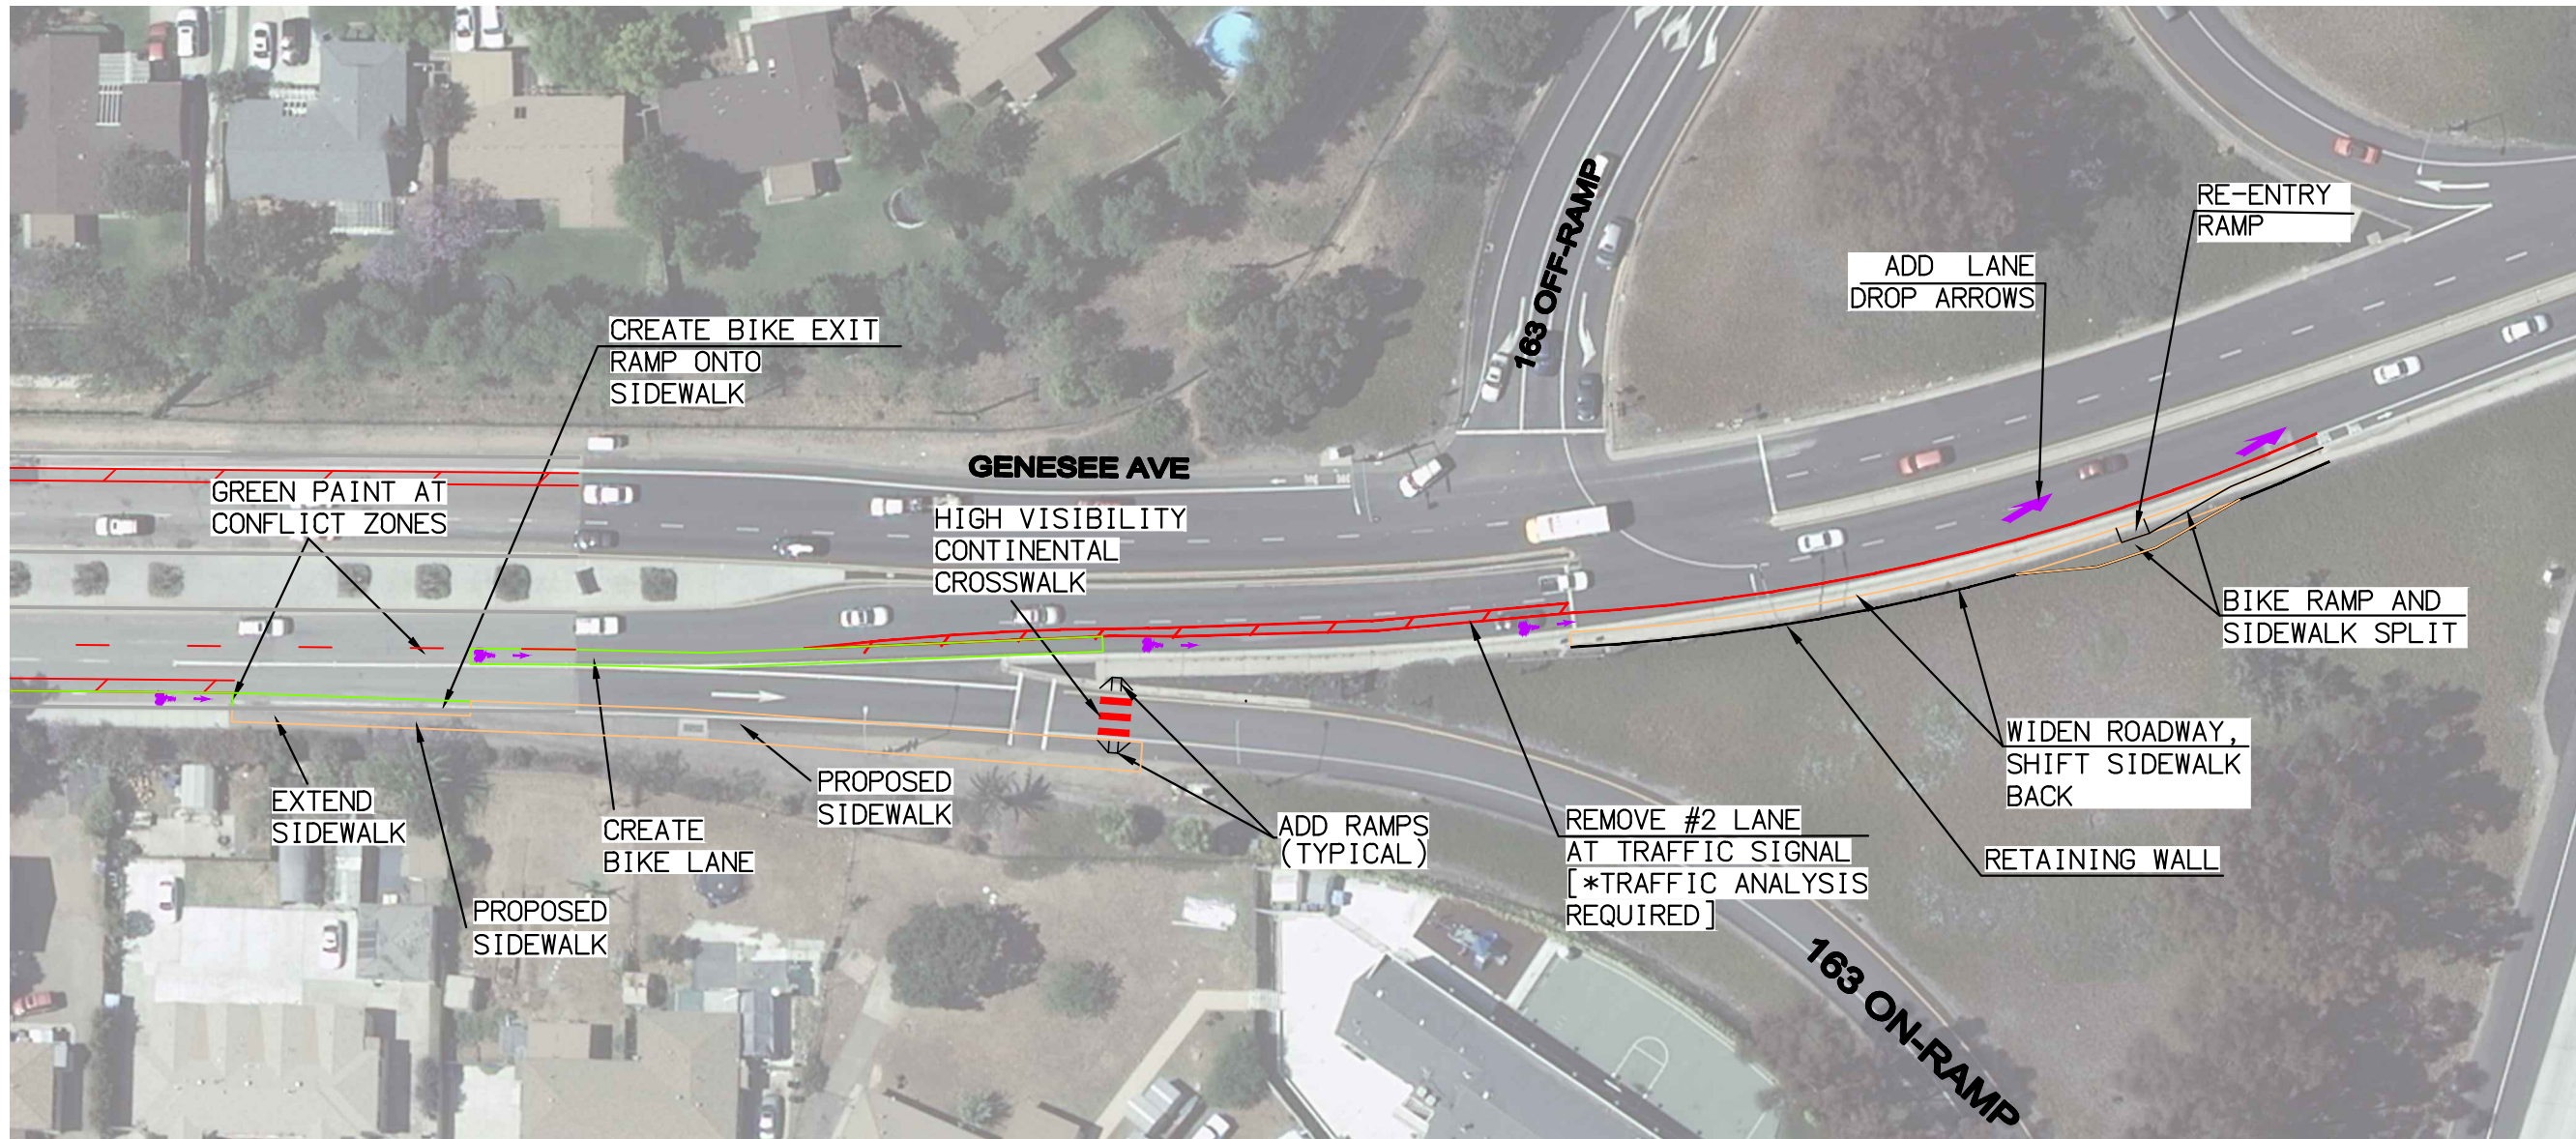 RE-ENTRY
RAMP
ADD LANE
DROP ARROWS
163 OFF-RAMP
CREATE BIKE EXIT
RAMP ONTO
SIDEWALK
GENESEE AVE
GREEN PAINT AT
CONFLICT ZONES
HIGH VISIBILITY
CONTINENTAL
CROSSWALK
BIKE RAMP AND
SIDEWALK SPLIT
WIDEN ROADWAY,
SHIFT SIDEWALK
BACK
PROPOSED
SIDEWALK
EXTEND
SIDEWALK
CREATE
BIKE LANE
ADD RAMPS
(TYPICAL)
REMOVE #2 LANE
AT TRAFFIC SIGNAL
[*TRAFFIC ANALYSIS
REQUIRED]
RETAINING WALL
PROPOSED
SIDEWALK
163 ON-RAMP